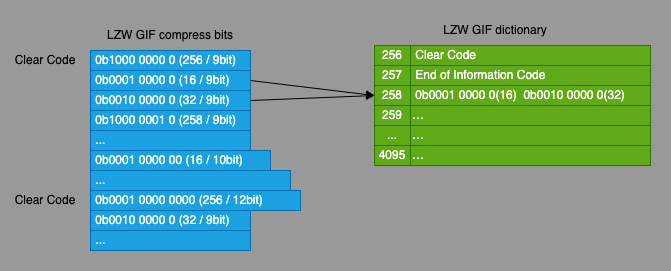 LZW GIF compress bits
Clear Code
0b1000 0000 0 (256 / 9bit)
0b0001 0000 0 (16 / 9bit)
0b0010 0000 0 (32 / 9bit)
0b1000 0001 0 (258 / 9bit)
...
0b0001 0000 00 (16 / 10bit)
...
Clear Code
0b0001 0000 0000 (256 / 12bit)
0b0010 0000 0 (32 / 9bit)
...
LZW GIF dictionary
256 Clear Code
257 End of Information Code
258 0b0001 0000 0(16) 0b0010 0000 0(32)
259 ...
... ...
4095 ...